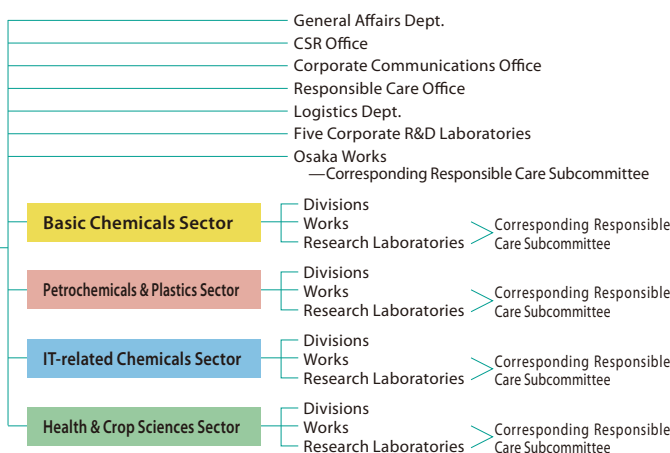 General Affairs Dept.
CSR Office
Corporate Communications Office
Responsible Care Office
Logistics Dept.
Five Corporate R&D Laboratories
Osaka Works
—Corresponding Responsible Care Subcommittee
Basic Chemicals Sector
Divisions
Works
Research Laboratories
Corresponding Responsible
Care Subcommittee
Petrochemicals & Plastics Sector
Divisions
Works
Research Laboratories
Corresponding Responsible
Care Subcommittee
IT-related Chemicals Sector
Divisions
Works
Research Laboratories
Corresponding Responsible
Care Subcommittee
Health & Crop Sciences Sector
Divisions
Works
Research Laboratories
Corresponding Responsible
Care Subcommittee